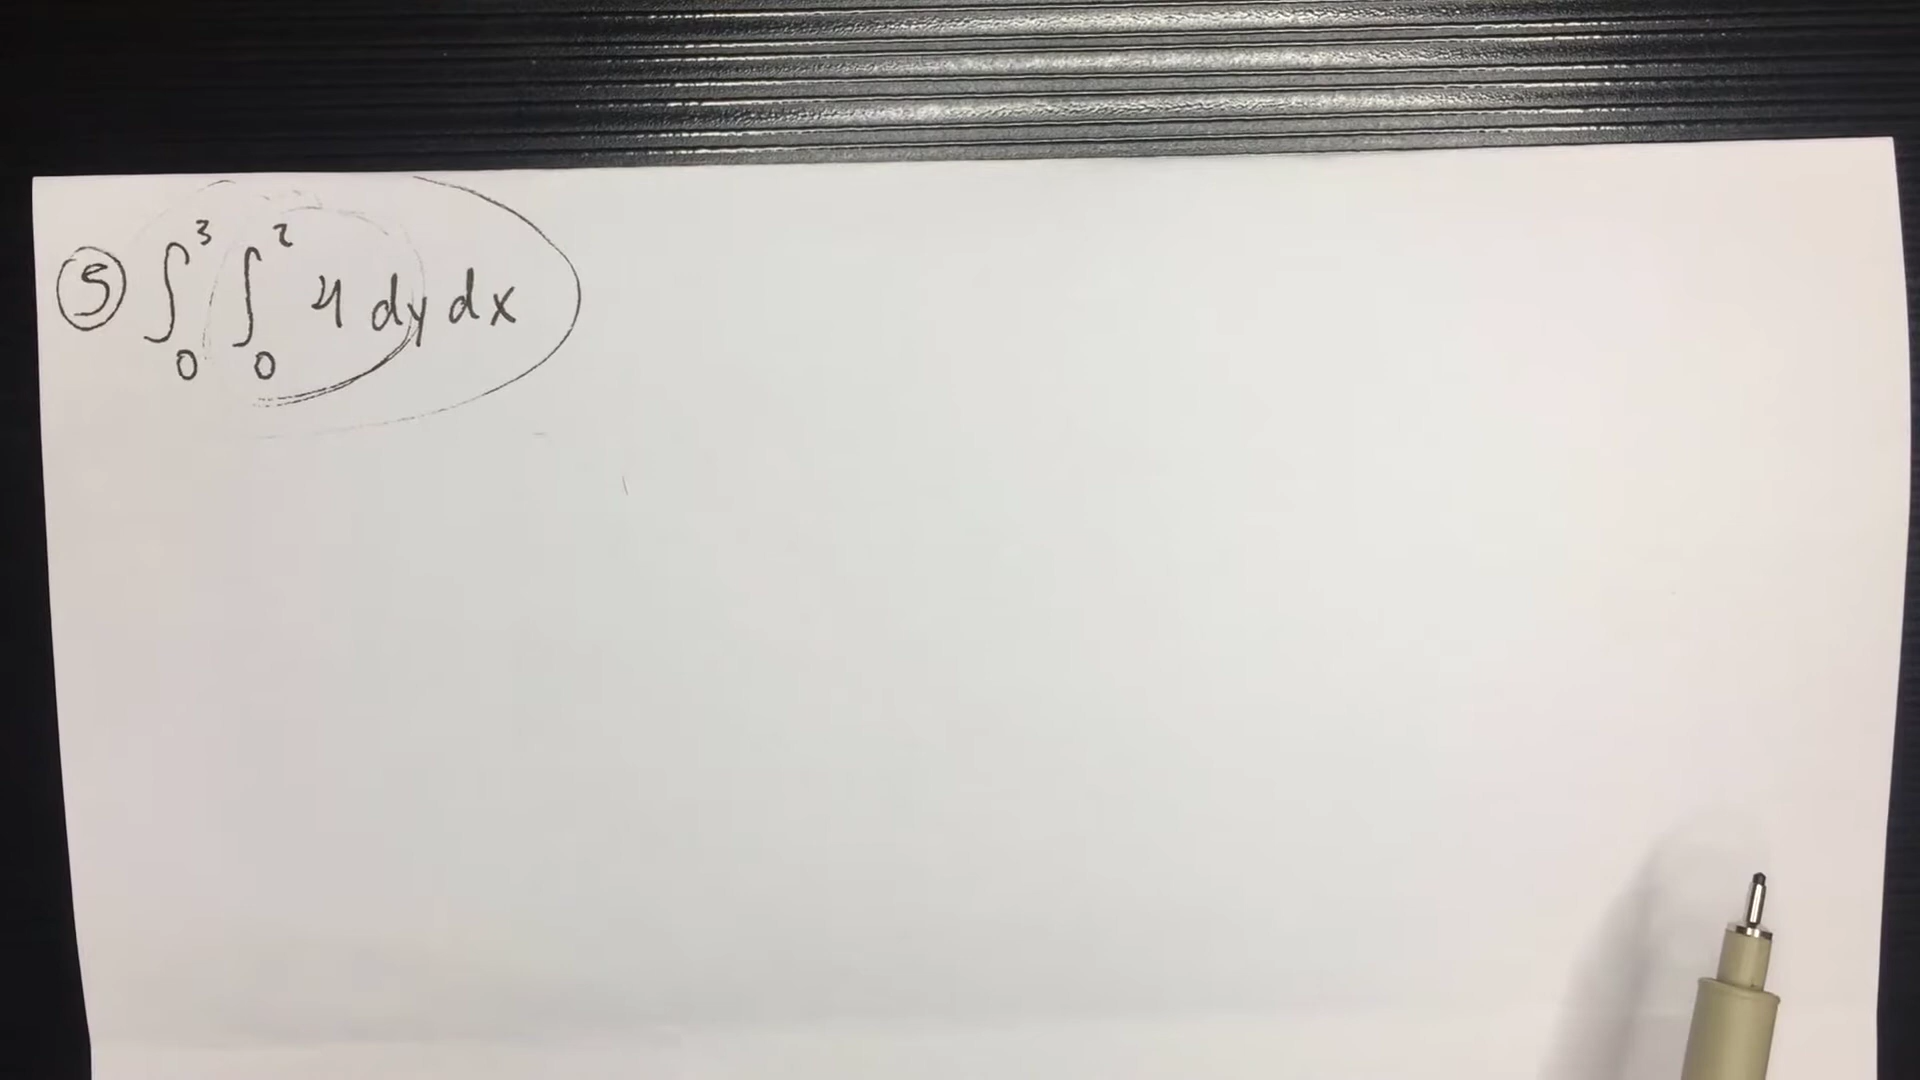 ⑤ ∫₀³ ∫₀² 4 dy dx